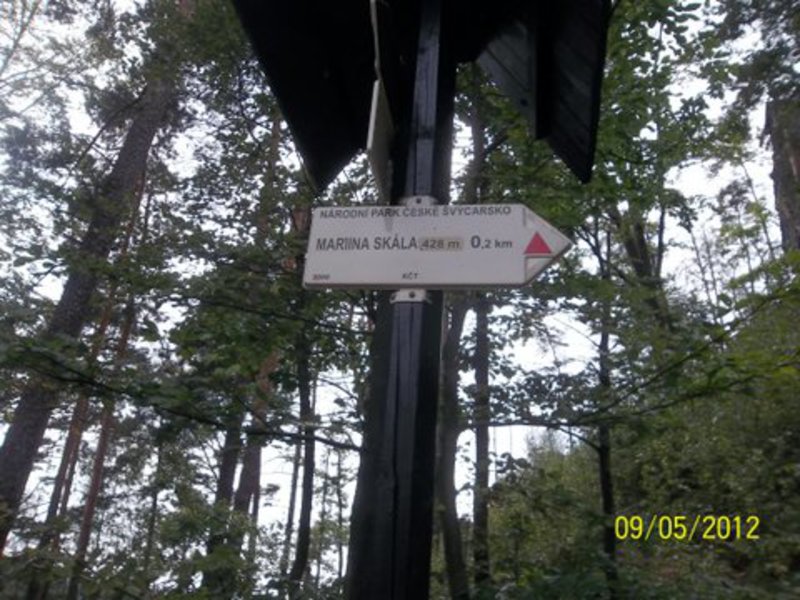 NÁRODNÍ PARK ČESKÉ ŠVÝCARSKO
MARIINA SKÁLA 428 m 0,2 km
KČT
09/05/2012